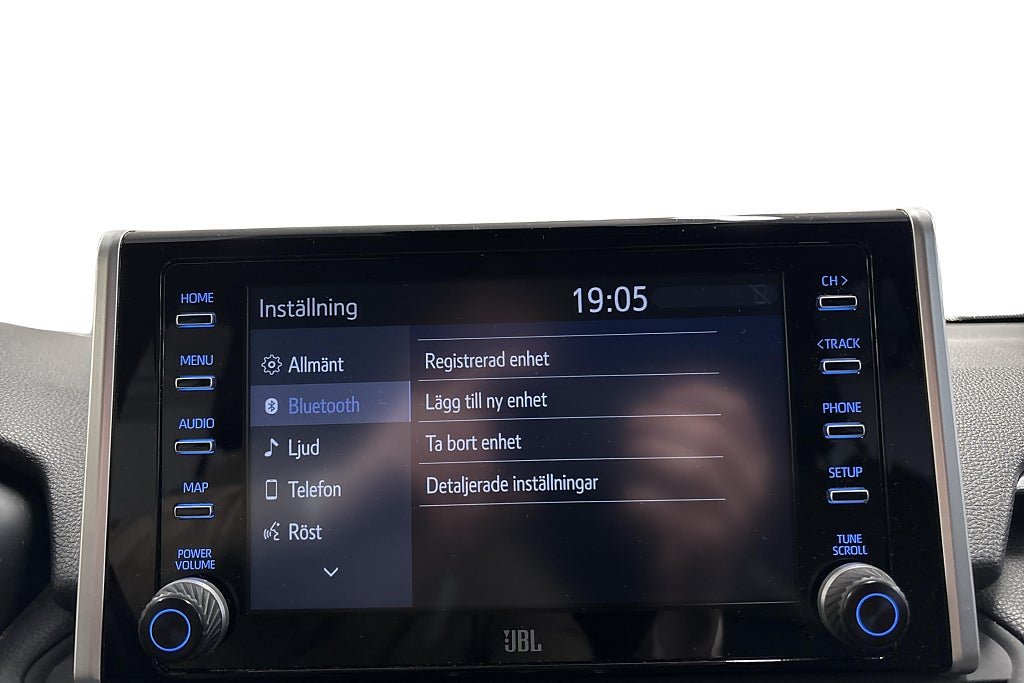 HOME
MENU
AUDIO
MAP
POWER
VOLUME
Inställning
19:05
Allmänt
Bluetooth
Ljud
Telefon
Röst
Registrerad enhet
Lägg till ny enhet
Ta bort enhet
Detaljerade inställningar
CH >
<TRACK
PHONE
SETUP
TUNE
SCROLL
JBL